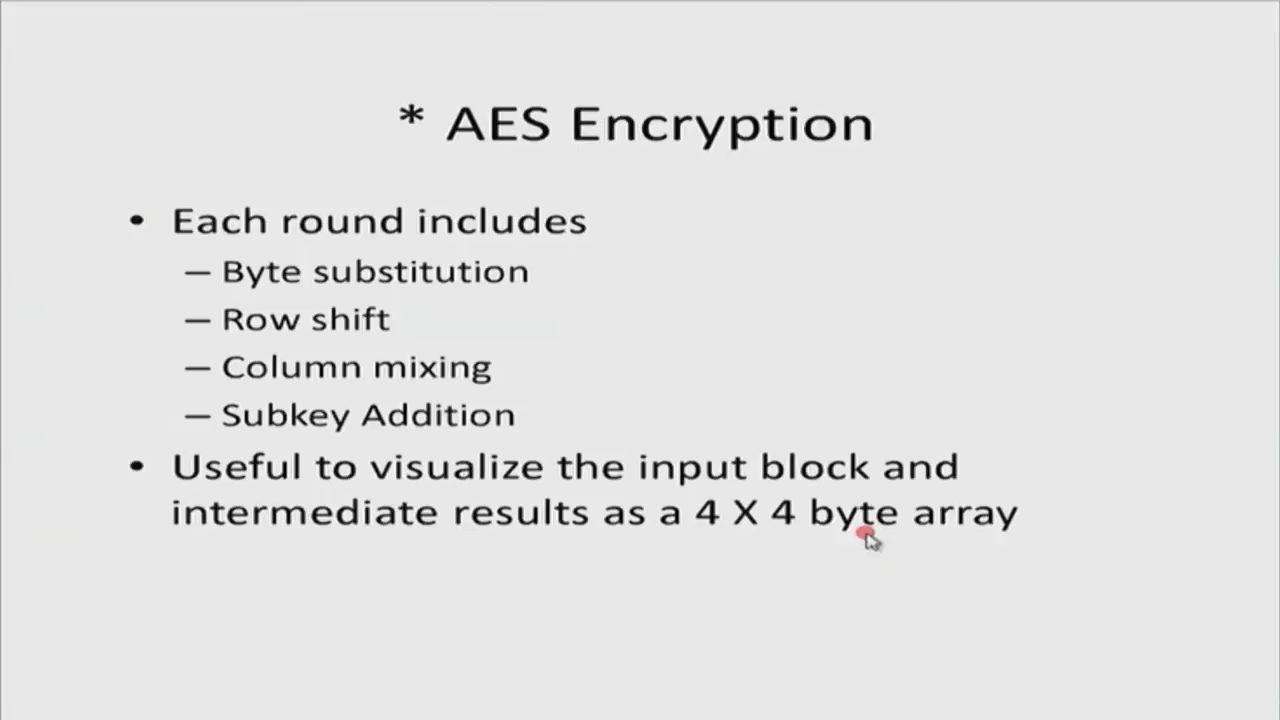 * AES Encryption
• Each round includes
– Byte substitution
– Row shift
– Column mixing
– Subkey Addition
• Useful to visualize the input block and
intermediate results as a 4 X 4 byte array